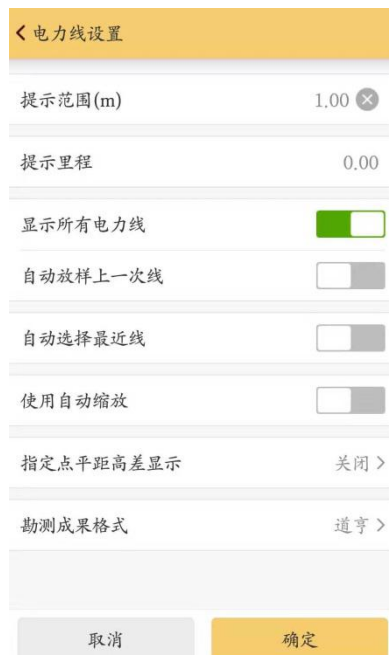 电力线设置
提示范围(m) 1.00
提示里程 0.00
显示所有电力线
自动放样上一次线
自动选择最近线
使用自动缩放
指定点平距高差显示 关闭
勘测成果格式 道亨
取消 确定